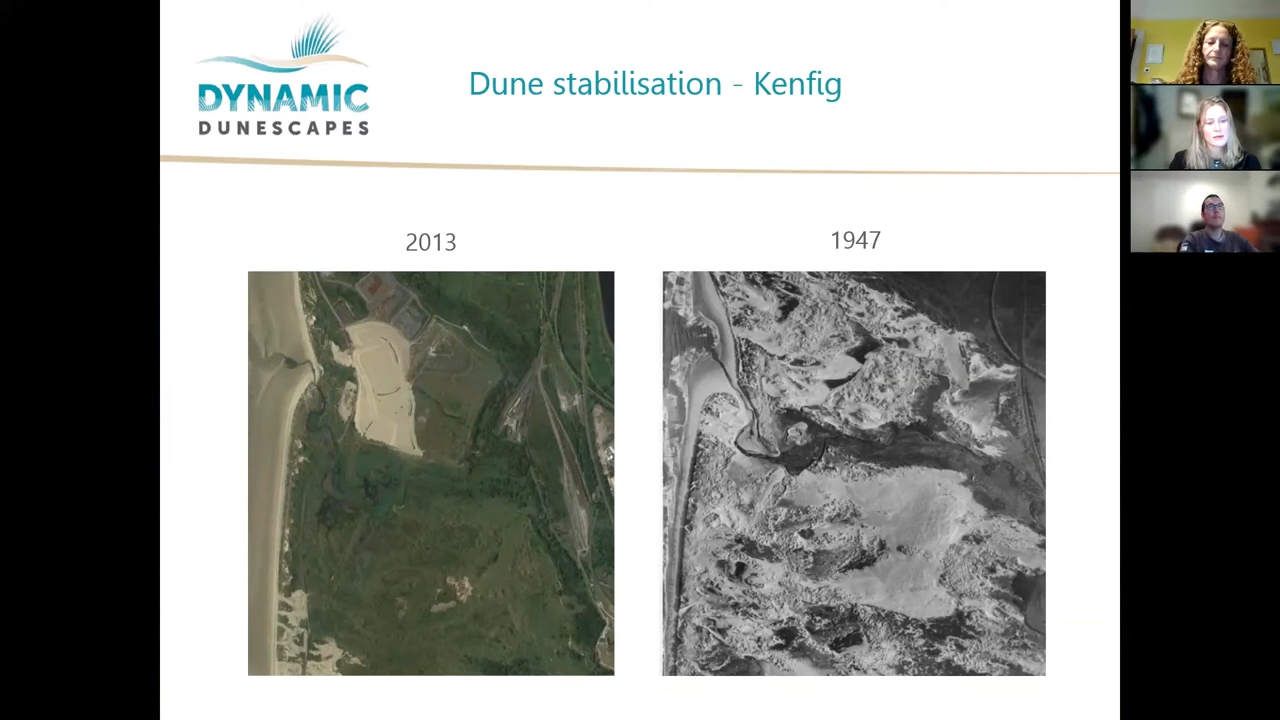 DYNAMIC
DUNESCAPES
Dune stabilisation - Kenfig
2013
1947